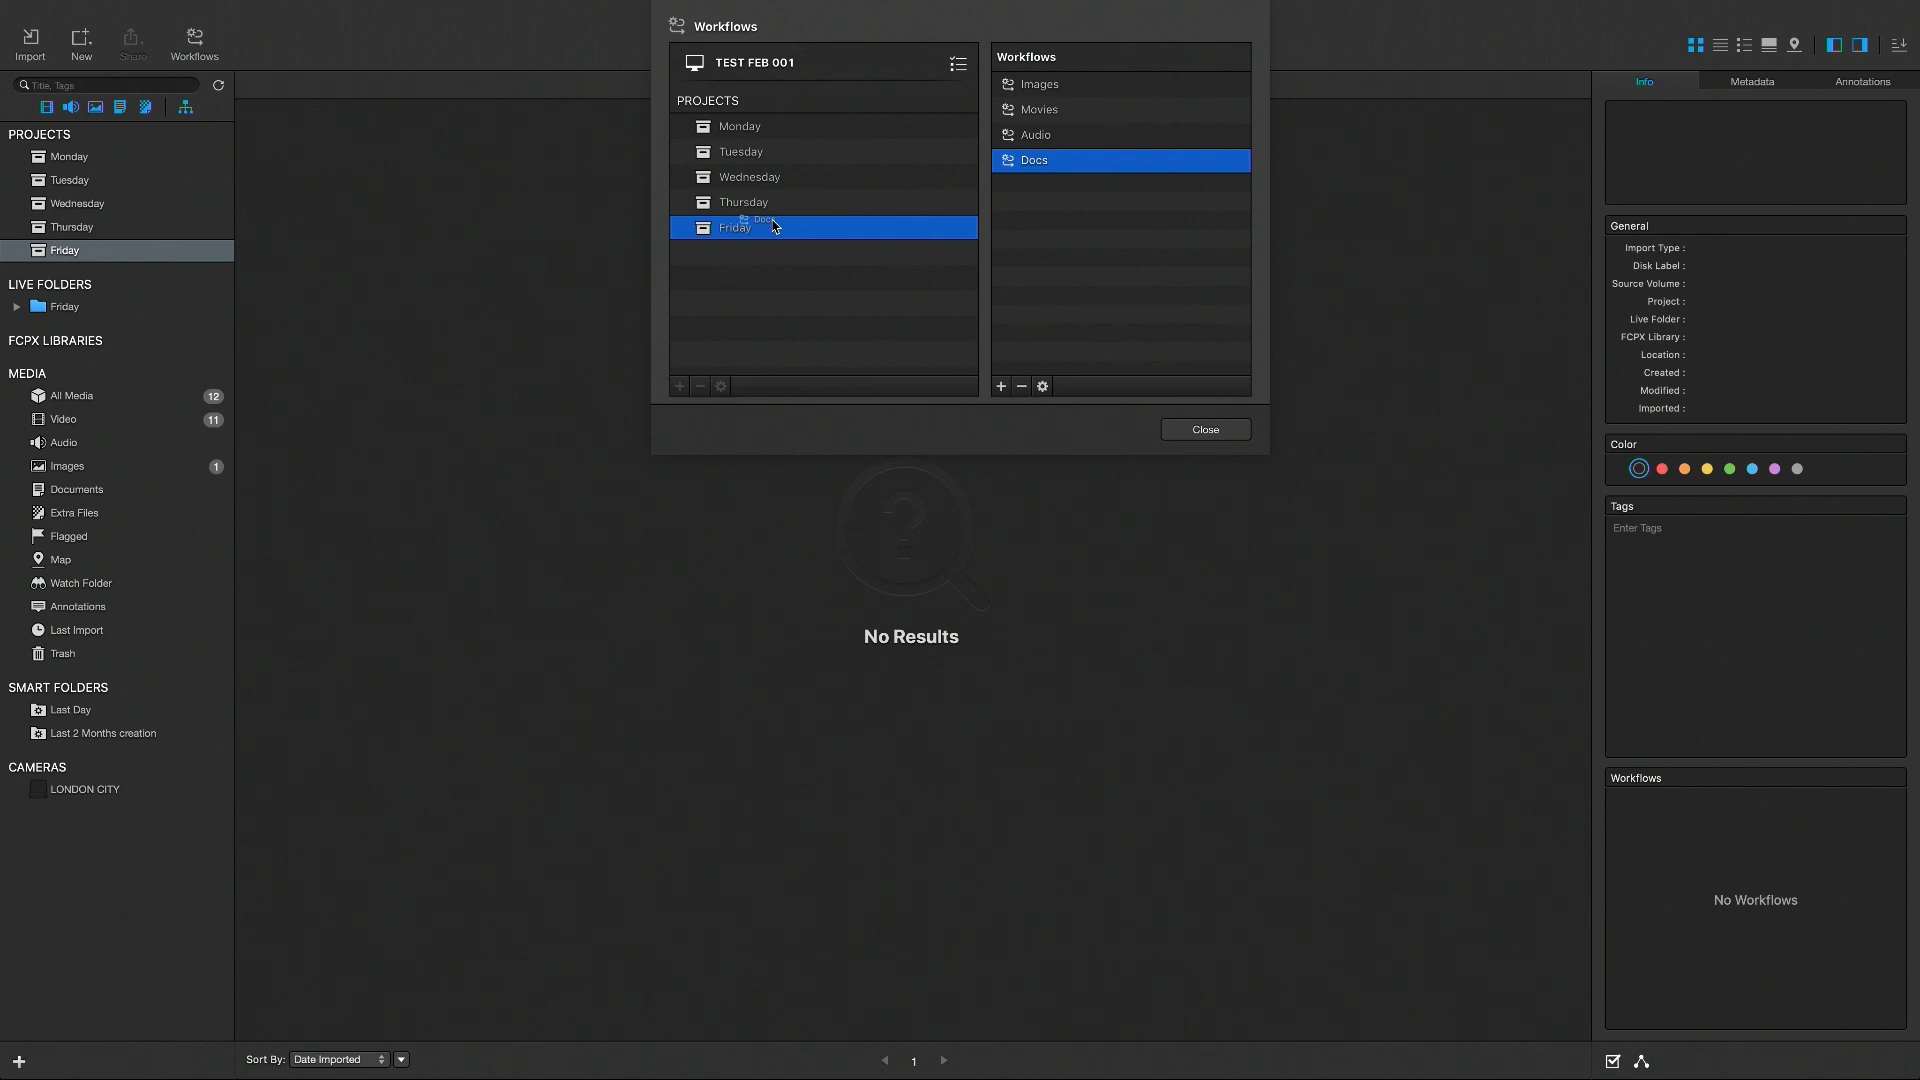 Workflows
Import
New
Share
Workflows
TEST FEB 001
Workflows
Title, Tags
Info
Metadata
Annotations
PROJECTS
Monday
Tuesday
Wednesday
Thursday
Friday
LIVE FOLDERS
Friday
FCPX LIBRARIES
MEDIA
All Media
12
Video
11
Audio
Images
1
Documents
Extra Files
Flagged
Map
Watch Folder
Annotations
Last Import
Trash
SMART FOLDERS
Last Day
Last 2 Months creation
CAMERAS
LONDON CITY
PROJECTS
Monday
Tuesday
Wednesday
Thursday
Docs
Friday
Images
Movies
Audio
Docs
Close
No Results
General
Import Type :
Disk Label :
Source Volume :
Project :
Live Folder :
FCPX Library :
Location :
Created :
Modified :
Imported :
Color
Tags
Enter Tags
Workflows
No Workflows
Sort By: Date Imported
1